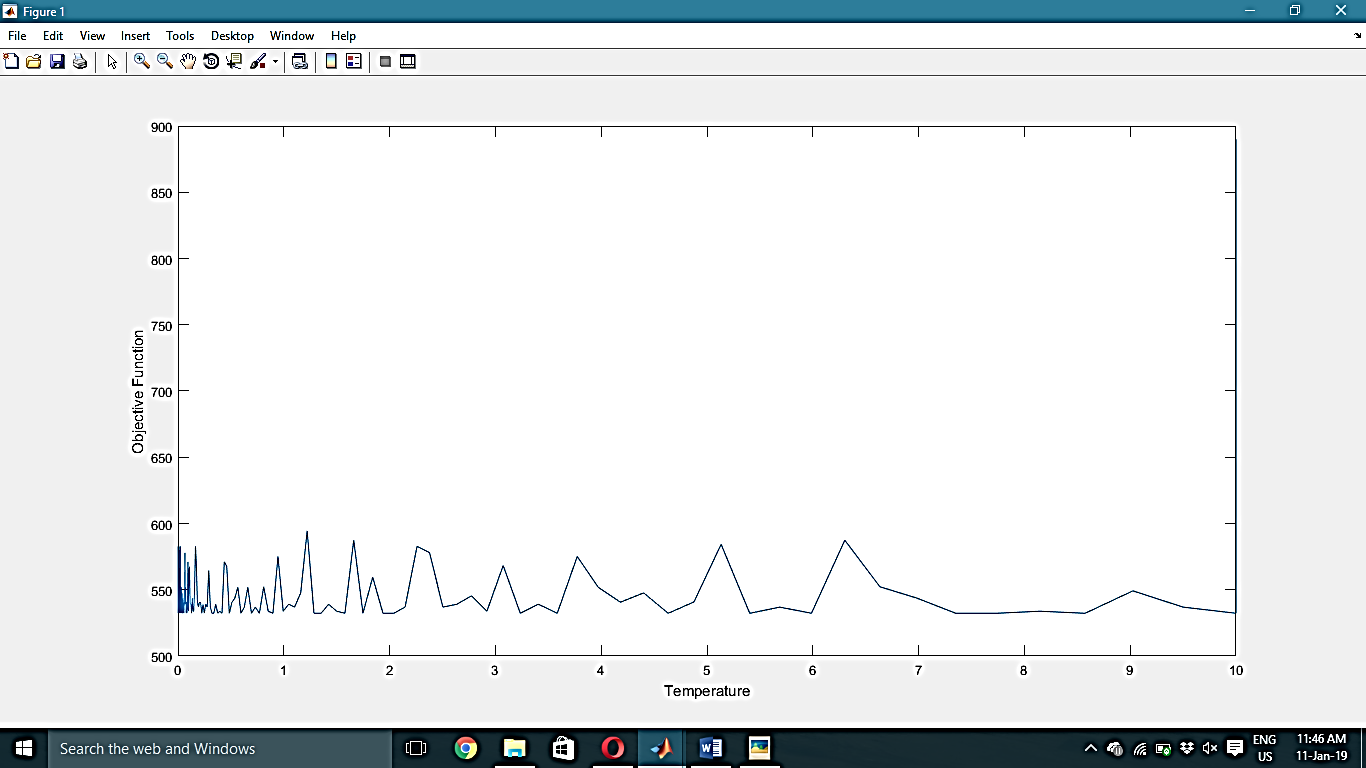 Figure 1
File Edit View Insert Tools Desktop Window Help
900
850
800
750
700
650
600
550
500
Objective Function
0 1 2 3 4 5 6 7 8 9 10
Temperature
Search the web and Windows
ENG
US
11:46 AM
11-Jan-19